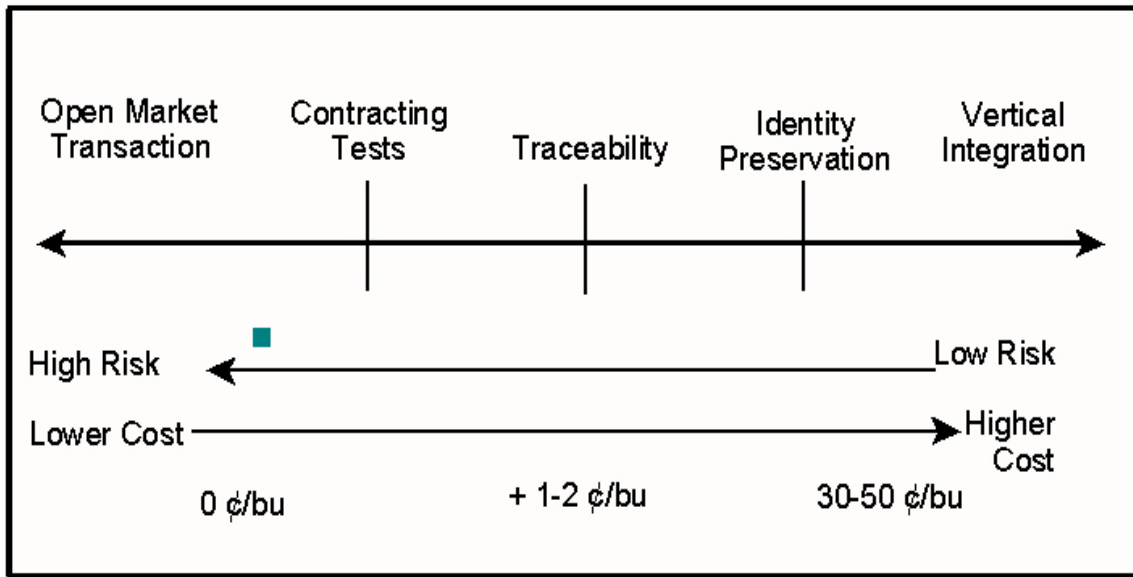 Open Market
Transaction
Contracting
Tests
Traceability
Identity
Preservation
Vertical
Integration
High Risk
Low Risk
Lower Cost
Higher
Cost
0 ¢/bu
+ 1-2 ¢/bu
30-50 ¢/bu